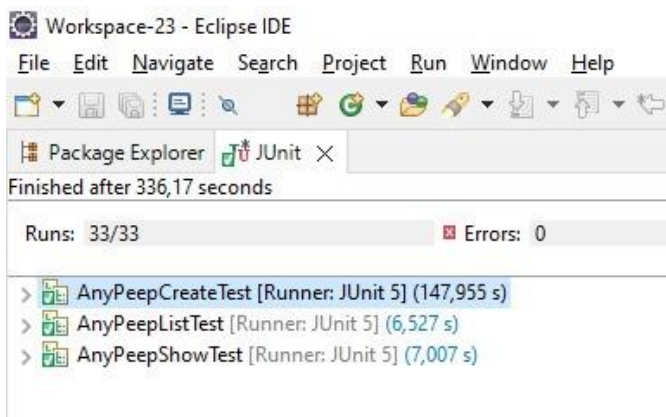 Workspace-23 - Eclipse IDE
File Edit Navigate Search Project Run Window Help
Package Explorer JUnit
Finished after 336,17 seconds
Runs: 33/33 Errors: 0
AnyPeepCreateTest [Runner: JUnit 5] (147,955 s)
AnyPeepListTest [Runner: JUnit 5] (6,527 s)
AnyPeepShowTest [Runner: JUnit 5] (7,007 s)